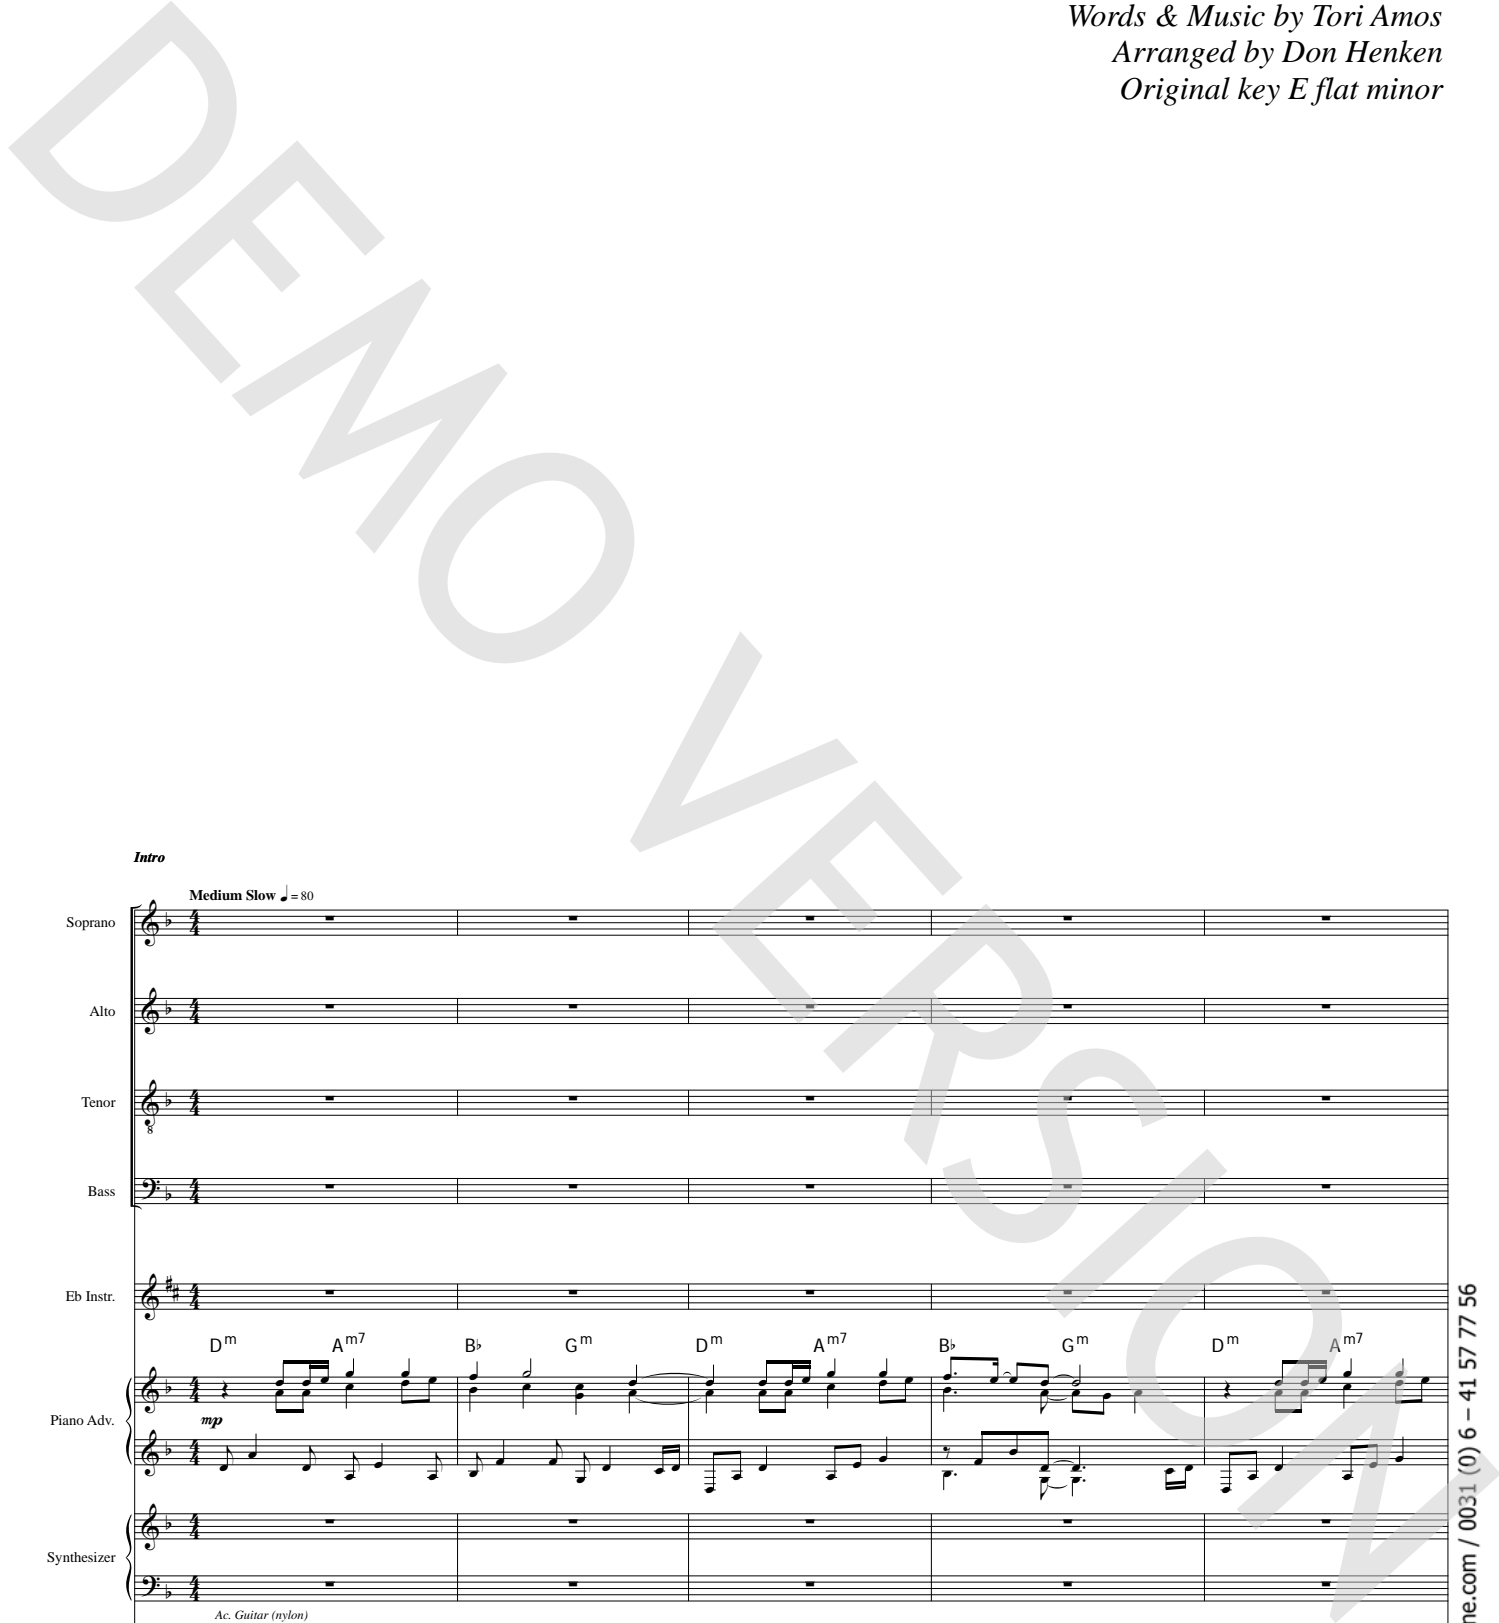 Words & Music by Tori Amos
Arranged by Don Henken
Original key E flat minor
DEMO VERSION
Intro
Medium Slow ♩= 80
Soprano
Alto
Tenor
8
Bass
Eb Instr.
Dm Am7 B♭ Gm Dm Am7 B♭ Gm Dm Am7
Piano Adv.
mp
Synthesizer
Ac. Guitar (nylon)
ne.com / 0031 (0) 6 – 41 57 77 56